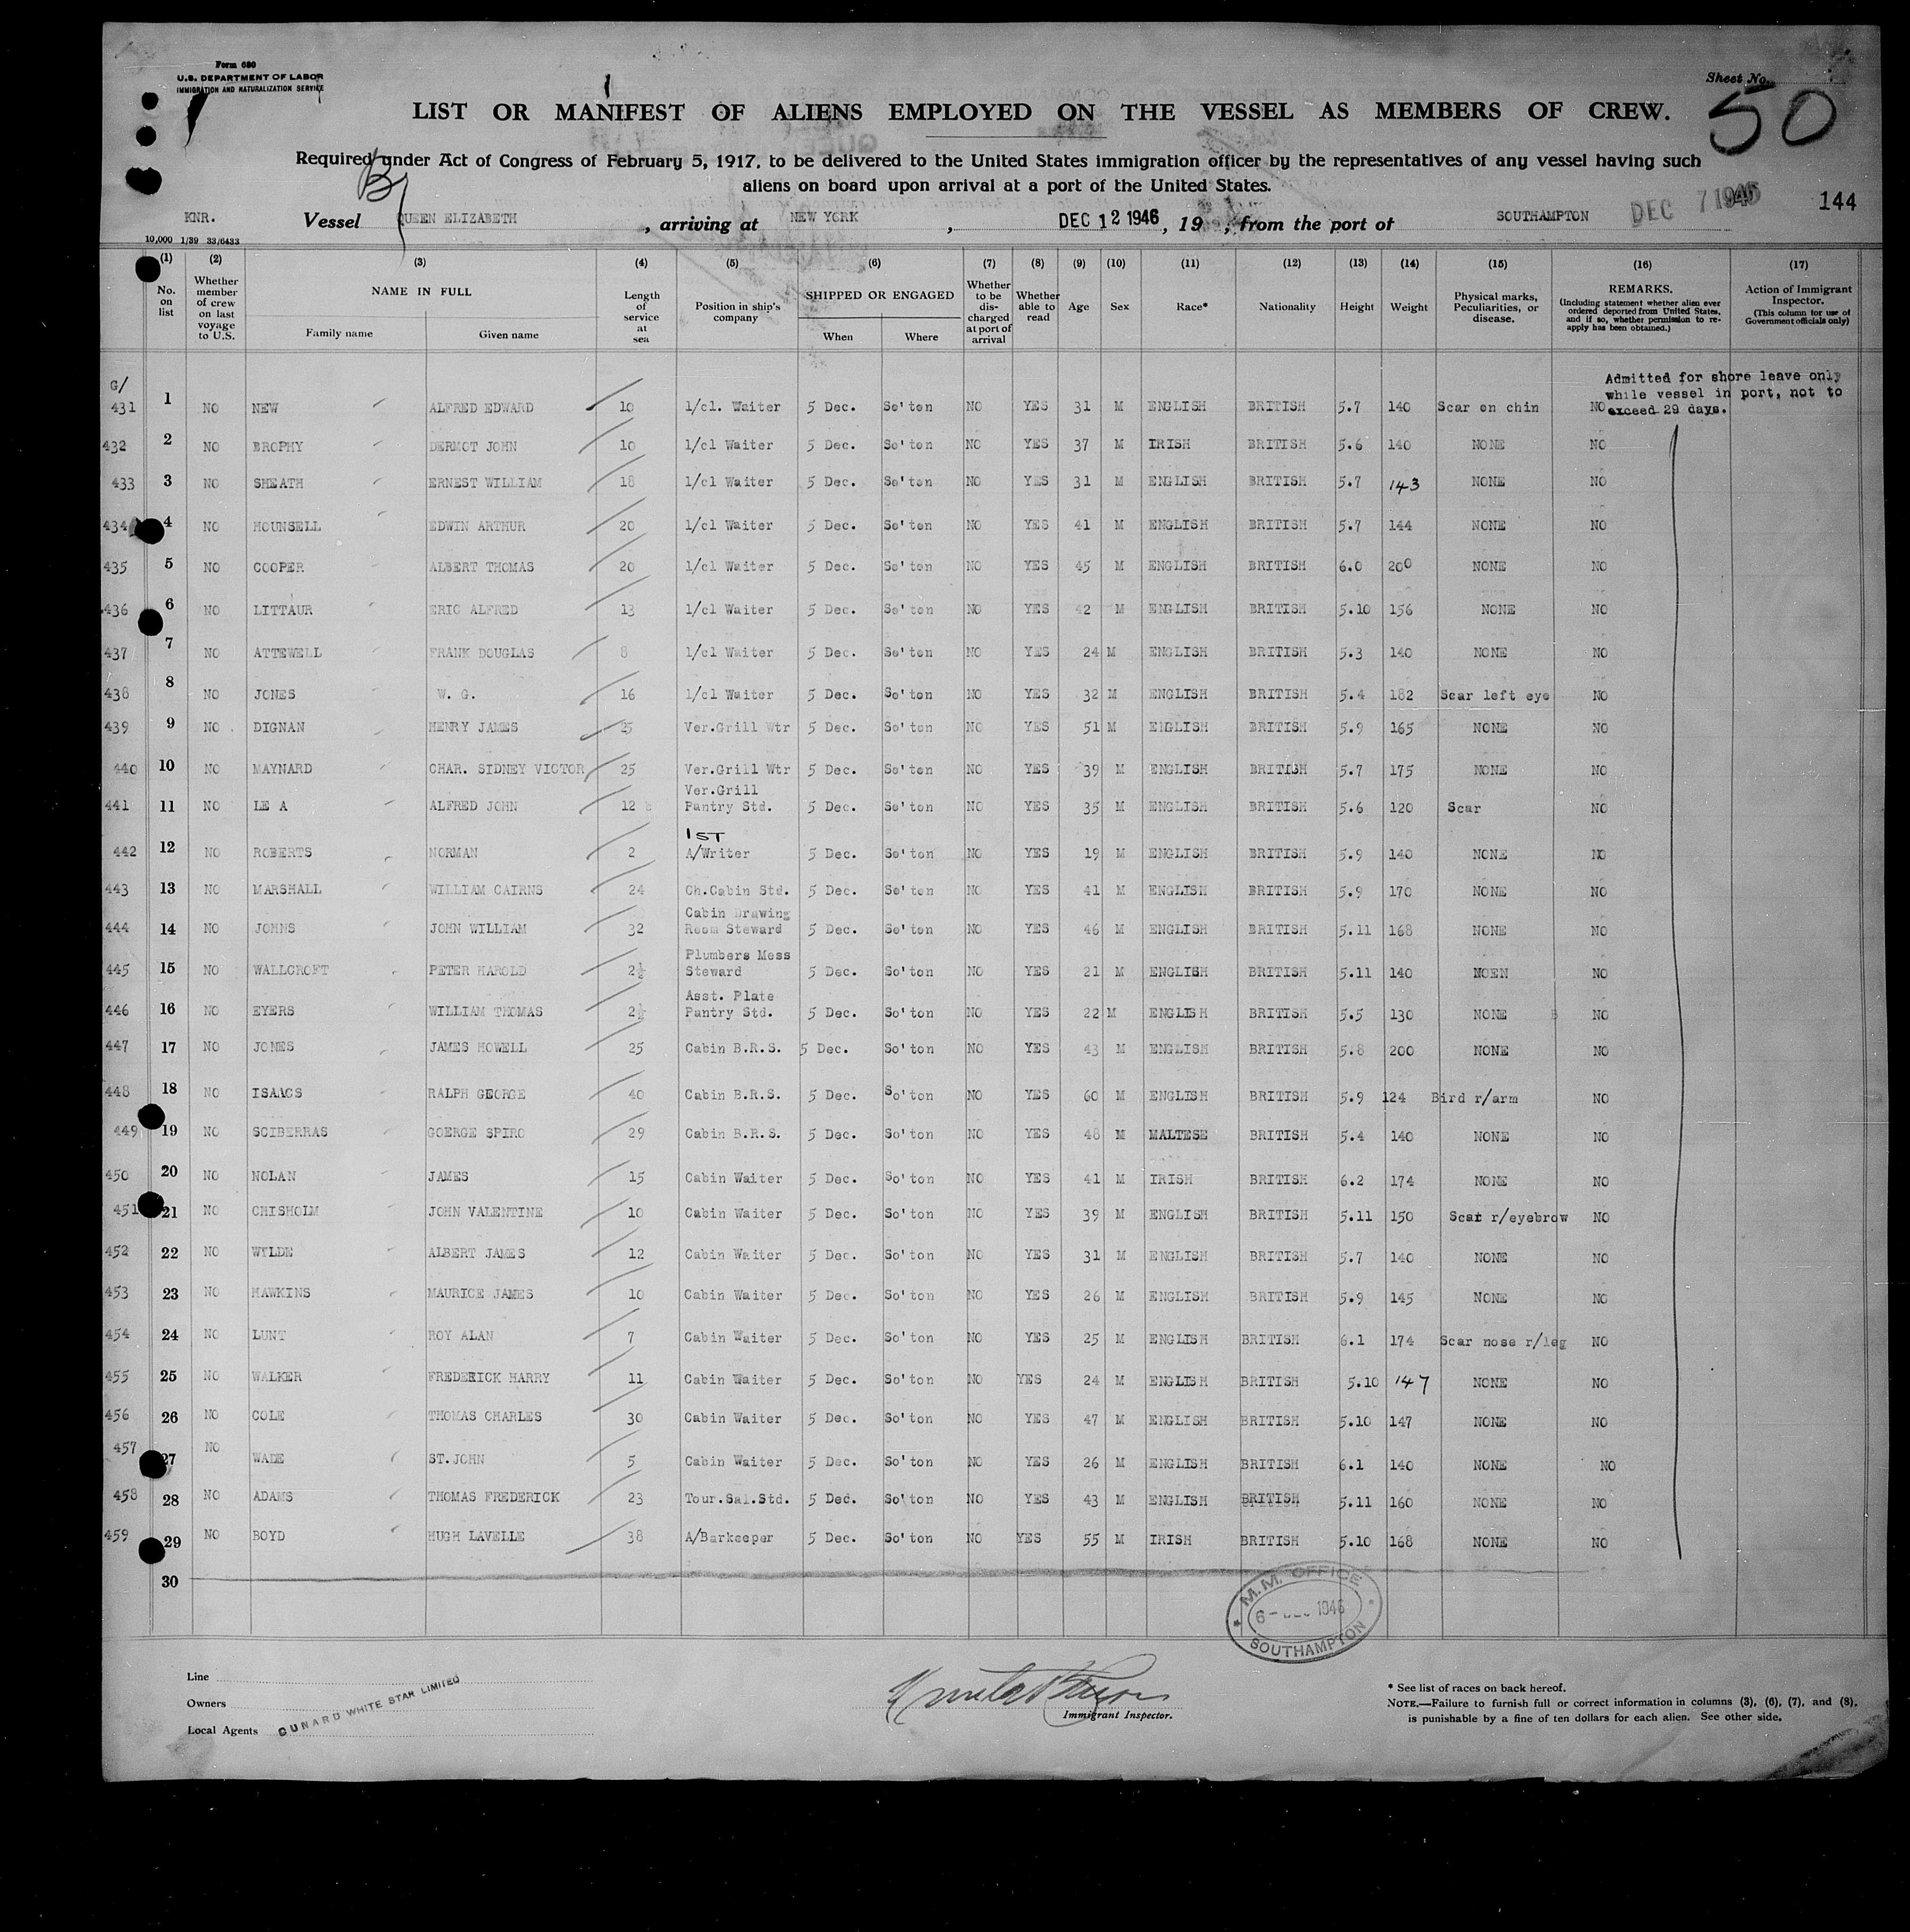 Form 680
U.S. DEPARTMENT OF LABOR
IMMIGRATION AND NATURALIZATION SERVICE
Sheet No.
50
LIST OR MANIFEST OF ALIENS EMPLOYED ON THE VESSEL AS MEMBERS OF CREW.
Required under Act of Congress of February 5, 1917, to be delivered to the United States immigration officer by the representatives of any vessel having such
aliens on board upon arrival at a port of the United States.
KNR. Vessel QUEEN ELIZABETH, arriving at NEW YORK, DEC 12 1946, 19 , from the port of SOUTHAMPTON DEC 7 1946 144
10,000 1/39 33/6433
(1) No. on list (2) Whether member of crew on last voyage to U.S. (3) NAME IN FULL Family name Given name (4) Length of service at sea (5) Position in ship's company (6) SHIPPED OR ENGAGED When Where (7) Whether to be discharged at port of arrival (8) Whether able to read (9) Age (10) Sex (11) Race* (12) Nationality (13) Height (14) Weight (15) Physical marks, Peculiarities, or disease. (16) REMARKS. (Including statement whether alien ever ordered deported from United States, and if so, whether permission to re-apply has been obtained.) (17) Action of Immigrant Inspector. (This column for use of Government officials only)
Admitted for shore leave only
while vessel in port, not to
exceed 29 days.
G/
431 1 NO NEW ALFRED EDWARD 10 1/cl. Waiter 5 Dec. So'ton NO YES 31 M ENGLISH BRITISH 5.7 140 Scar on chin NO
432 2 NO BROPHY DERMOT JOHN 10 1/cl Waiter 5 Dec. So'ton NO YES 37 M IRISH BRITISH 5.6 140 NONE NO
433 3 NO SHEATH ERNEST WILLIAM 18 1/cl Waiter 5 Dec. So'ton NO YES 31 M ENGLISH BRITISH 5.7 143 NONE NO
434 4 NO HOUNSELL EDWIN ARTHUR 20 1/cl Waiter 5 Dec. So'ton NO YES 41 M ENGLISH BRITISH 5.7 144 NONE NO
435 5 NO COOPER ALBERT THOMAS 20 1/cl Waiter 5 Dec. So'ton NO YES 45 M ENGLISH BRITISH 6.0 200 NONE NO
436 6 NO LITTAUR ERIC ALFRED 13 1/cl Waiter 5 Dec. So'ton NO YES 42 M ENGLISH BRITISH 5.10 156 NONE NO
437 7 NO ATTEWELL FRANK DOUGLAS 8 1/cl Waiter 5 Dec. So'ton NO YES 24 M ENGLISH BRITISH 5.3 140 NONE NO
438 8 NO JONES W. G. 16 1/cl Waiter 5 Dec. So'ton NO YES 32 M ENGLISH BRITISH 5.4 182 Scar left eye NO
439 9 NO DIGNAN HENRY JAMES 25 Ver.Grill Wtr 5 Dec. So'ton NO YES 51 M ENGLISH BRITISH 5.9 165 NONE NO
440 10 NO MAYNARD CHAR. SIDNEY VICTOR 25 Ver.Grill Wtr 5 Dec. So'ton NO YES 39 M ENGLISH BRITISH 5.7 175 NONE NO
441 11 NO LE A ALFRED JOHN 12 Ver.Grill Pantry Std. 5 Dec. So'ton NO YES 35 M ENGLISH BRITISH 5.6 120 Scar NO
442 12 NO ROBERTS NORMAN 2 1ST A/Writer 5 Dec. So'ton NO YES 19 M ENGLISH BRITISH 5.9 140 NONE NO
443 13 NO MARSHALL WILLIAM CAIRNS 24 Ch.Cabin Std. 5 Dec. So'ton NO YES 41 M ENGLISH BRITISH 5.9 170 NONE NO
444 14 NO JOHNS JOHN WILLIAM 32 Cabin Drawing Room Steward 5 Dec. So'ton NO YES 46 M ENGLISH BRITISH 5.11 168 NONE NO
445 15 NO WALLCROFT PETER HAROLD 2½ Plumbers Mess Steward 5 Dec. So'ton NO YES 21 M ENGLISH BRITISH 5.11 140 NOEN NO
446 16 NO EYERS WILLIAM THOMAS 2½ Asst. Plate Pantry Std. 5 Dec. So'ton NO YES 22 M ENGLISH BRITISH 5.5 130 NONE NO
447 17 NO JONES JAMES HOWELL 25 Cabin B.R.S. 5 Dec. So'ton NO YES 43 M ENGLISH BRITISH 5.8 200 NONE NO
448 18 NO ISAACS RALPH GEORGE 40 Cabin B.R.S. 5 Dec. So'ton NO YES 60 M ENGLISH BRITISH 5.9 124 Bird r/arm NO
449 19 NO SCIBERRAS GOERGE SPIRO 29 Cabin B.R.S. 5 Dec. So'ton NO YES 48 M MALTESE BRITISH 5.4 140 NONE NO
450 20 NO NOLAN JAMES 15 Cabin Waiter 5 Dec. So'ton NO YES 41 M IRISH BRITISH 6.2 174 NONE NO
451 21 NO CHISHOLM JOHN VALENTINE 10 Cabin Waiter 5 Dec. So'ton NO YES 39 M ENGLISH BRITISH 5.11 150 Scar r/eyebrow NO
452 22 NO WYLDE ALBERT JAMES 12 Cabin Waiter 5 Dec. So'ton NO YES 31 M ENGLISH BRITISH 5.7 140 NONE NO
453 23 NO HAWKINS MAURICE JAMES 10 Cabin Waiter 5 Dec. So'ton NO YES 26 M ENGLISH BRITISH 5.9 145 NONE NO
454 24 NO LUNT ROY ALAN 7 Cabin Waiter 5 Dec. So'ton NO YES 25 M ENGLISH BRITISH 6.1 174 Scar nose r/leg NO
455 25 NO WALKER FREDERICK HARRY 11 Cabin Waiter 5 Dec. So'ton NO YES 24 M ENGLISH BRITISH 5.10 147 NONE NO
456 26 NO COLE THOMAS CHARLES 30 Cabin Waiter 5 Dec. So'ton NO YES 47 M ENGLISH BRITISH 5.10 147 NONE NO
457 27 NO WADE ST.JOHN 5 Cabin Waiter 5 Dec. So'ton NO YES 26 M ENGLISH BRITISH 6.1 140 NONE NO
458 28 NO ADAMS THOMAS FREDERICK 23 Tour.Sal.Std. 5 Dec. So'ton NO YES 43 M ENGLISH BRITISH 5.11 160 NONE NO
459 29 NO BOYD HUGH LAVELLE 38 A/Barkeeper 5 Dec. So'ton NO YES 55 M IRISH BRITISH 5.10 168 NONE NO
30
M.M. OFFICE
6 - DEC 1946
SOUTHAMPTON
Line
Owners
Local Agents CUNARD WHITE STAR LIMITED
Immigrant Inspector.
* See list of races on back hereof.
NOTE.—Failure to furnish full or correct information in columns (3), (6), (7), and (8),
is punishable by a fine of ten dollars for each alien. See other side.